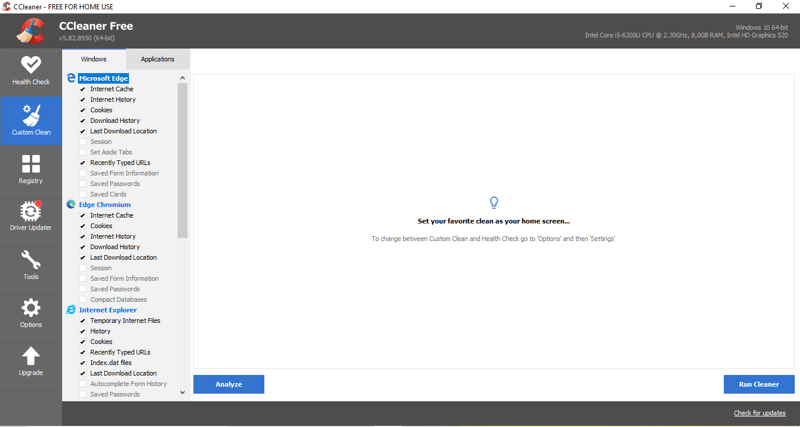 CCleaner - FREE FOR HOME USE
CCleaner Free
v5.82.8950 (64-bit)
Windows 10 64-bit
Intel Core i5-6200U CPU @ 2.30GHz, 8,0GB RAM, Intel HD Graphics 520
Health Check
Custom Clean
Registry
Driver Updater
Tools
Options
Upgrade
Windows
Applications
Microsoft Edge
Internet Cache
Internet History
Cookies
Download History
Last Download Location
Session
Set Aside Tabs
Recently Typed URLs
Saved Form Information
Saved Passwords
Saved Cards
Edge Chromium
Internet Cache
Cookies
Internet History
Download History
Last Download Location
Session
Saved Form Information
Saved Passwords
Compact Databases
Internet Explorer
Temporary Internet Files
History
Cookies
Recently Typed URLs
Index.dat files
Last Download Location
Autocomplete Form History
Saved Passwords
Set your favorite clean as your home screen...
To change between Custom Clean and Health Check go to 'Options' and then 'Settings'
Analyze
Run Cleaner
Check for updates